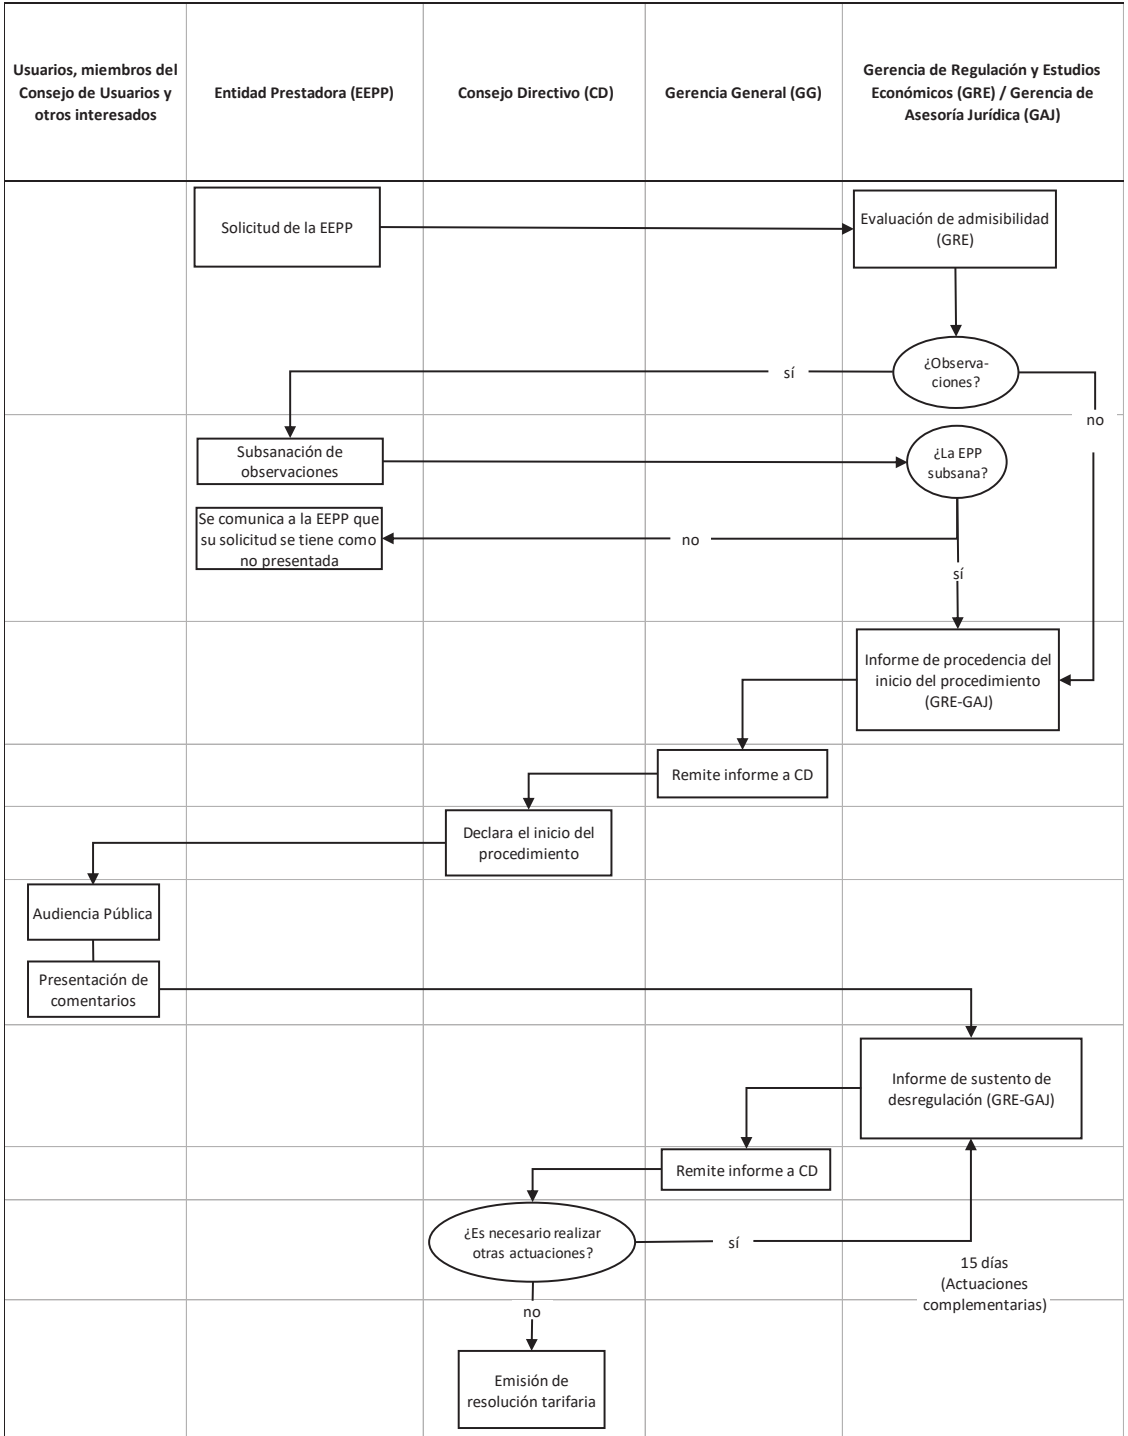 Usuarios, miembros del
Consejo de Usuarios y
otros interesados
Entidad Prestadora (EEPP)
Consejo Directivo (CD)
Gerencia General (GG)
Gerencia de Regulación y Estudios
Económicos (GRE) / Gerencia de
Asesoría Jurídica (GAJ)
Solicitud de la EEPP
Evaluación de admisibilidad
(GRE)
¿Observa-
ciones?
sí
no
Subsanación de
observaciones
¿La EPP
subsana?
Se comunica a la EEPP que
su solicitud se tiene como
no presentada
no
sí
Informe de procedencia del
inicio del procedimiento
(GRE-GAJ)
Remite informe a CD
Declara el inicio del
procedimiento
Audiencia Pública
Presentación de
comentarios
Informe de sustento de
desregulación (GRE-GAJ)
Remite informe a CD
¿Es necesario realizar
otras actuaciones?
sí
15 días
(Actuaciones
complementarias)
no
Emisión de
resolución tarifaria